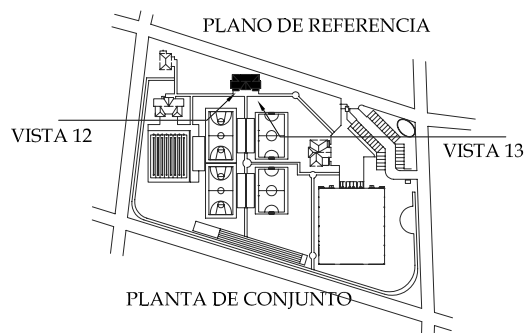 PLANO DE REFERENCIA
VISTA 12
VISTA 13
PLANTA DE CONJUNTO